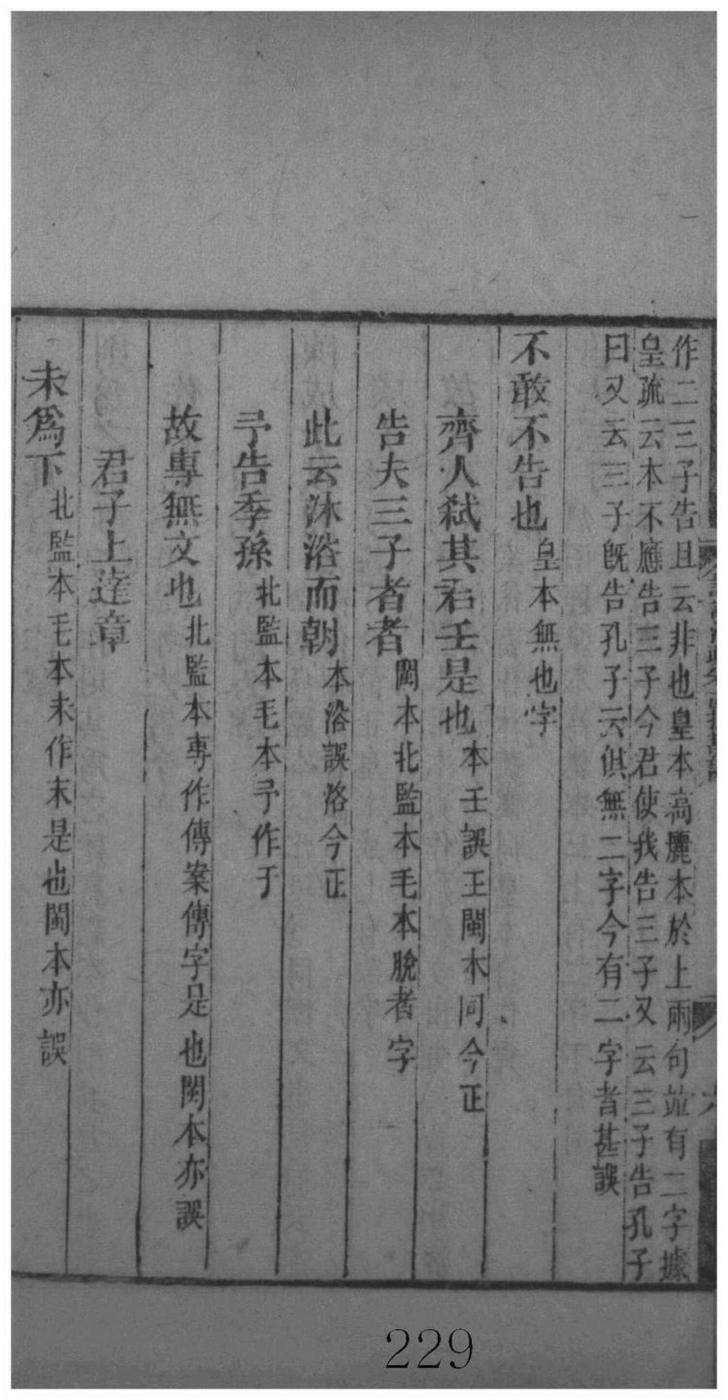 作二三子告且云非也皇本高麗本於上兩句並有二字據
皇疏云本不應告三子今君使我告三子又云三子告孔子
曰又云三子旣告孔子云俱無二字今有二字者甚誤
不敢不告也皇本無也字
齊人弑其君壬是也本壬誤王閩本同今正
告夫三子者者閩本北監本毛本脫者字
此云沐浴而朝本浴誤烙今正
予告季孫北監本毛本予作于
故專無文也北監本專作傳案傳字是也閩本亦誤
君子上達章
未爲下北監本毛本未作末是也閩本亦誤
229